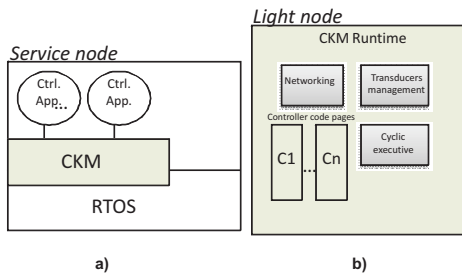 Service node
Ctrl.
App...
Ctrl.
App.
CKM
RTOS
a)
Light node
CKM Runtime
Networking
Transducers
management
Controller code pages
C1
...
Cn
Cyclic
executive
b)